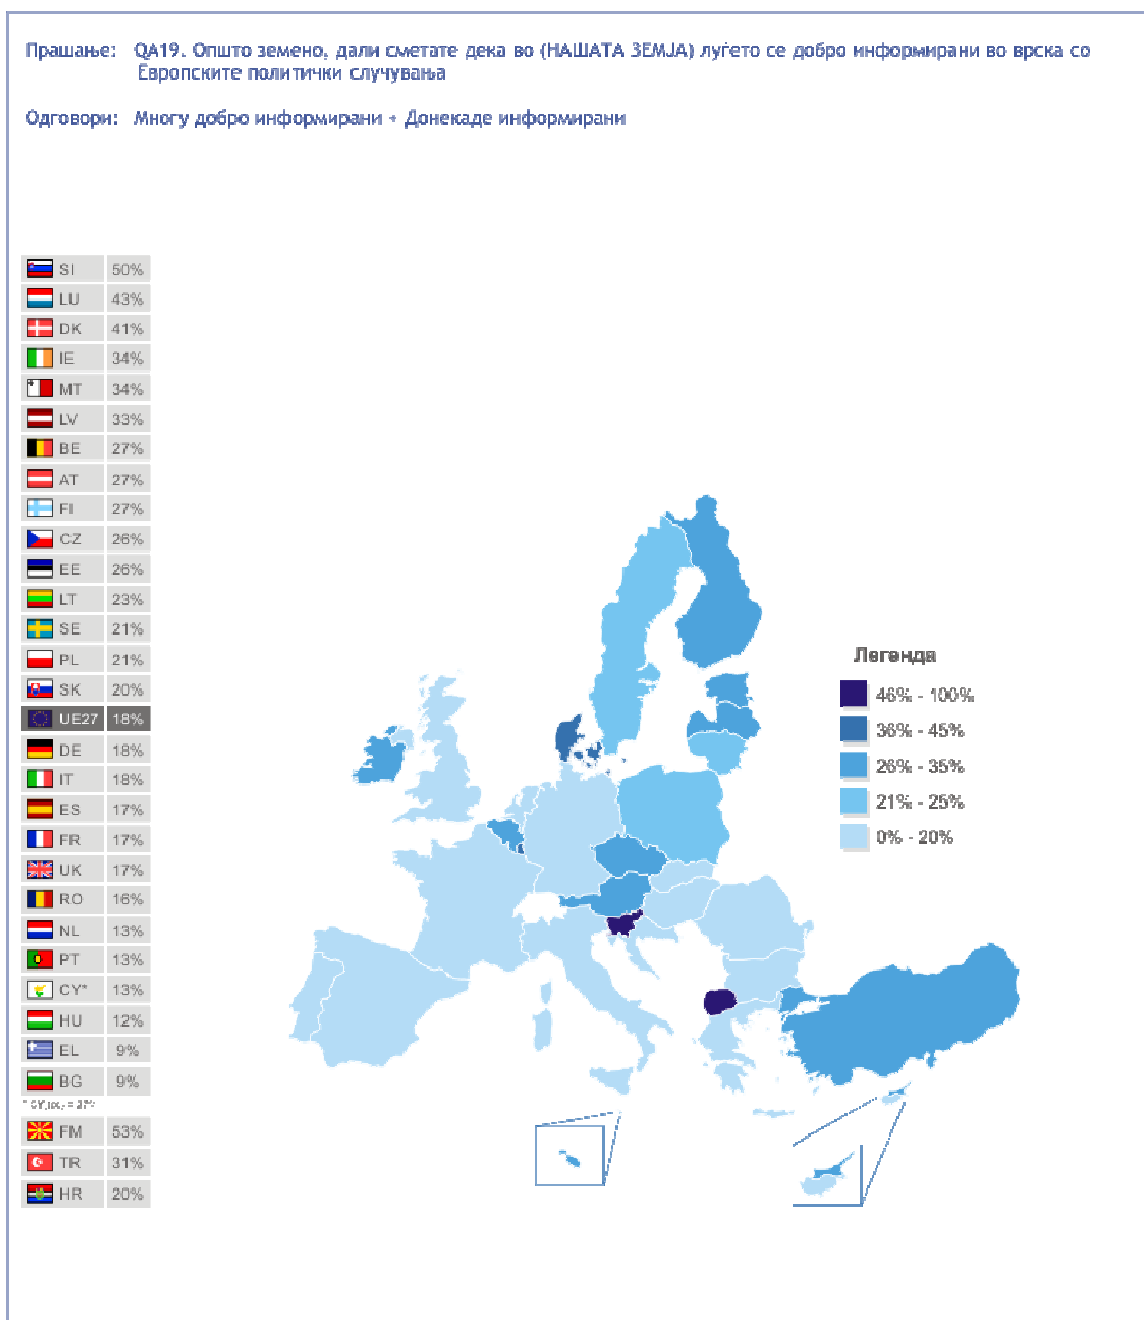 Прашање: QA19. Општо земено, дали сметате дека во (НАШАТА ЗЕМЈА) луѓето се добро информирани во врска со
Европските политички случувања
Одговори: Многу добро информирани + Донекаде информирани
SI 50%
LU 43%
DK 41%
IE 34%
MT 34%
LV 33%
BE 27%
AT 27%
FI 27%
CZ 26%
EE 26%
LT 23%
SE 21%
PL 21%
SK 20%
UE27 18%
DE 18%
IT 18%
ES 17%
FR 17%
UK 17%
RO 16%
NL 13%
PT 13%
CY* 13%
HU 12%
EL 9%
BG 9%
FM 53%
TR 31%
HR 20%
Легенда
46% - 100%
36% - 45%
26% - 35%
21% - 25%
0% - 20%